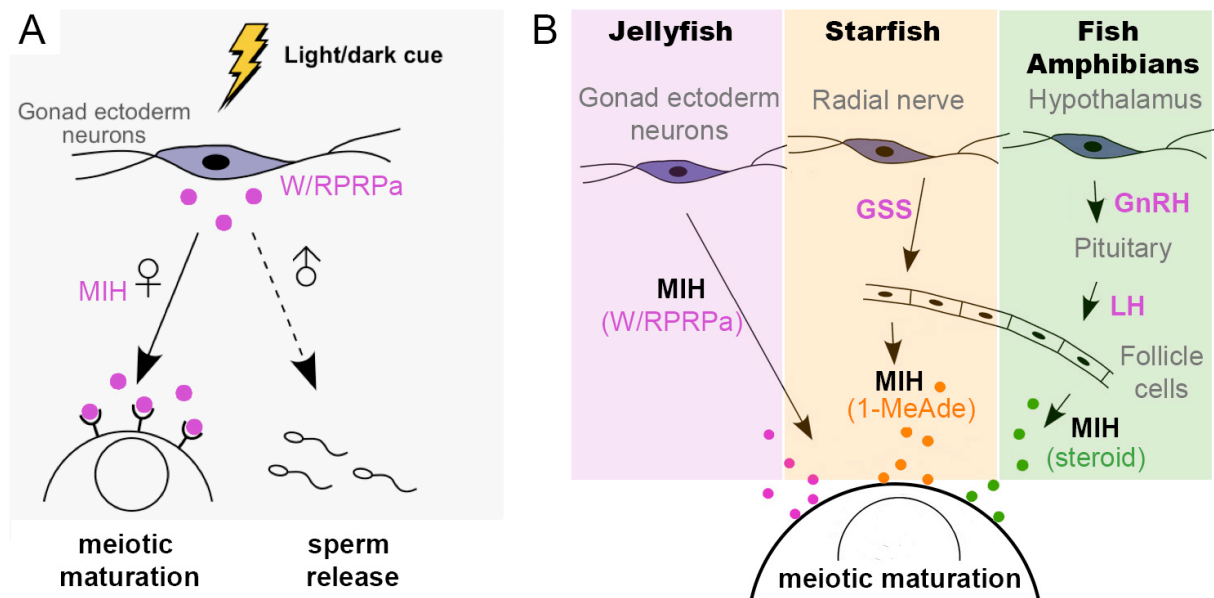 A
Light/dark cue
Gonad ectoderm
neurons
W/RPRPa
MIH ♀
♂
meiotic
maturation
sperm
release
B
Jellyfish
Gonad ectoderm
neurons
MIH
(W/RPRPa)
Starfish
Radial nerve
GSS
MIH
(1-MeAde)
Fish
Amphibians
Hypothalamus
GnRH
Pituitary
LH
Follicle
cells
MIH
(steroid)
meiotic maturation